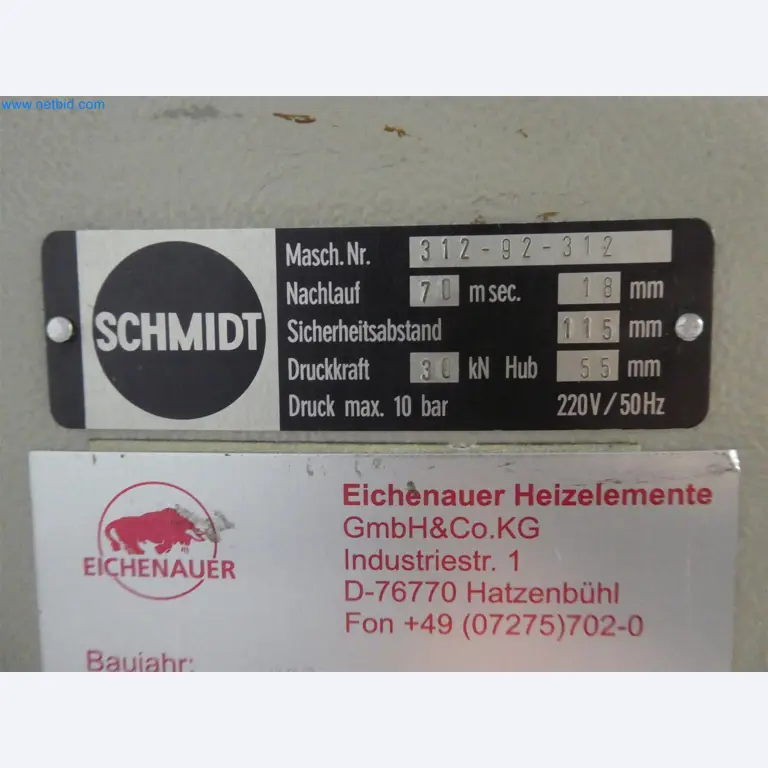 www.netbid.com
SCHMIDT
Masch.Nr. 312-92-312
Nachlauf 70 msec. 18 mm
Sicherheitsabstand 115 mm
Druckkraft 30 kN Hub 55 mm
Druck max. 10 bar 220V/50Hz
EICHENAUER
Eichenauer Heizelemente
GmbH&Co.KG
Industriestr. 1
D-76770 Hatzenbühl
Fon +49 (07275)702-0
Baujahr: